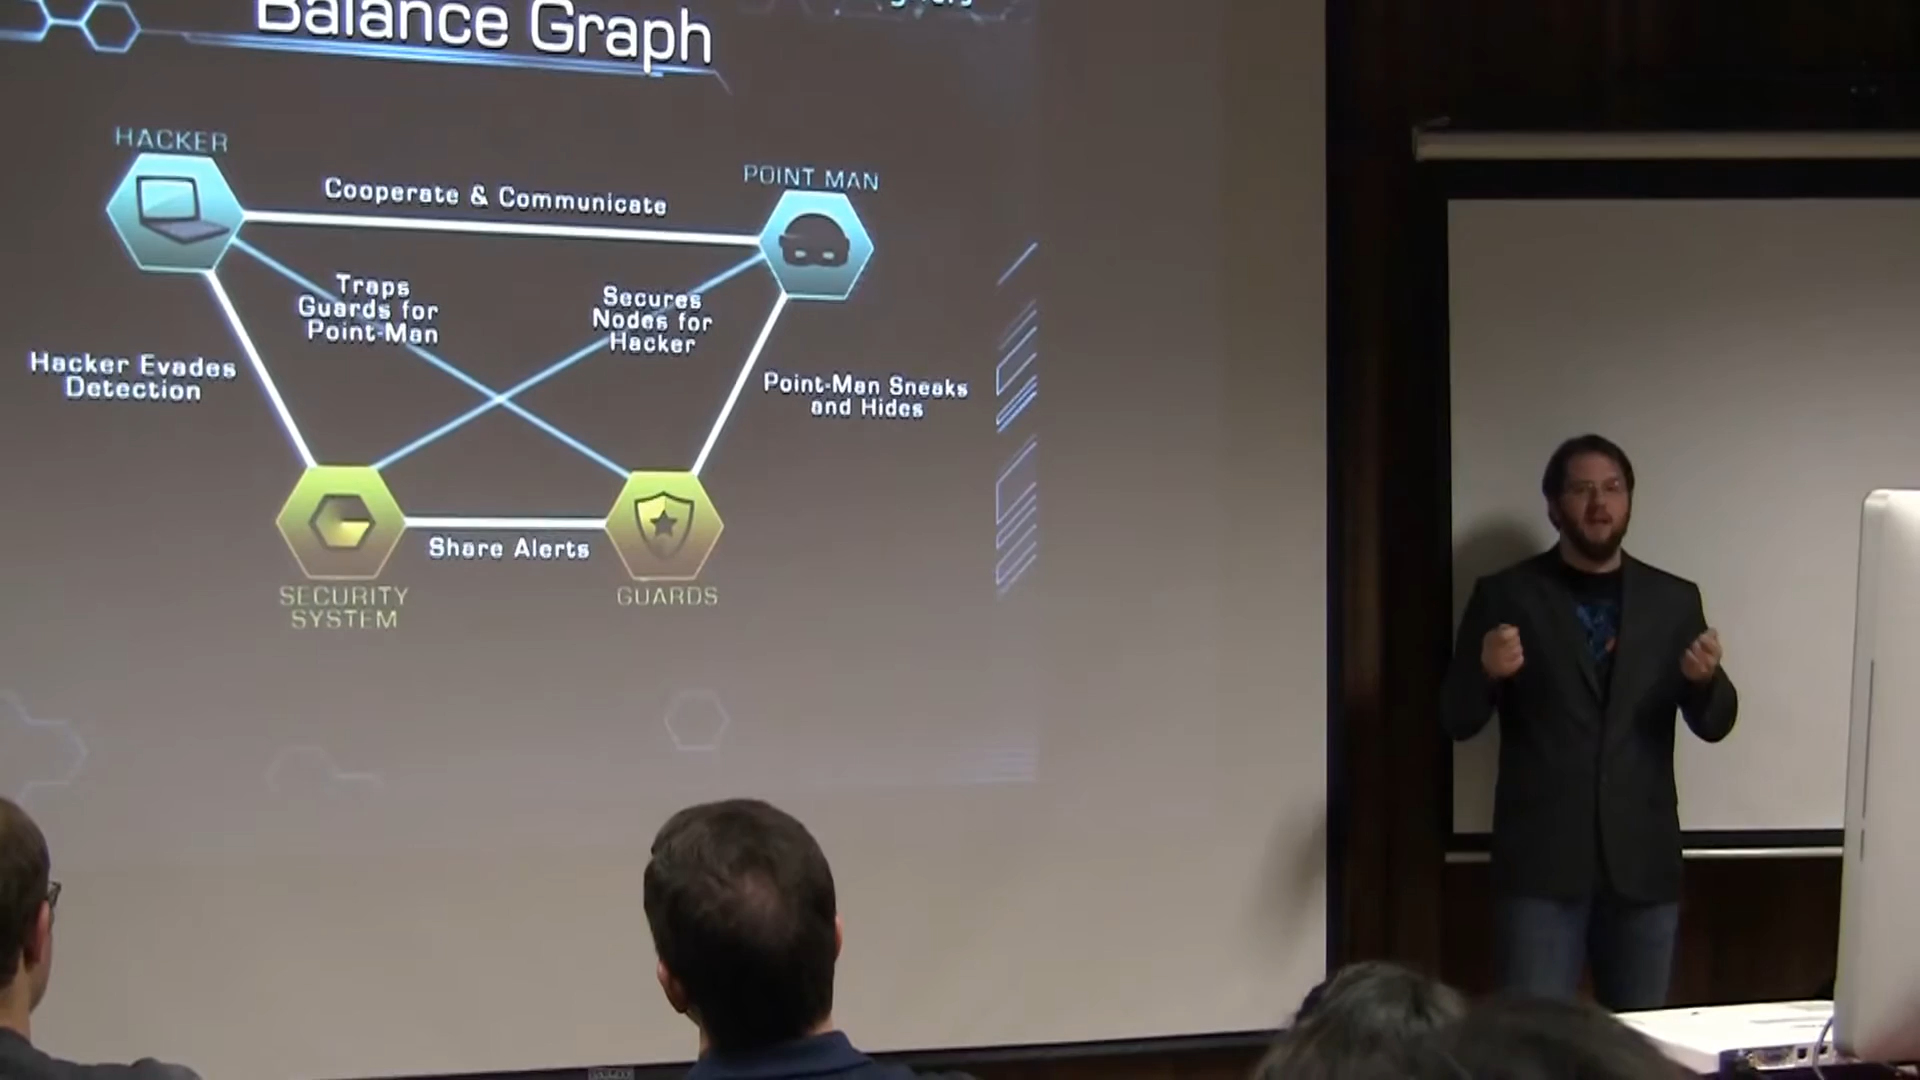 Balance Graph
HACKER
POINT MAN
Cooperate & Communicate
Traps
Guards for
Point-Man
Secures
Nodes for
Hacker
Hacker Evades
Detection
Point-Man Sneaks
and Hides
Share Alerts
SECURITY
SYSTEM
GUARDS